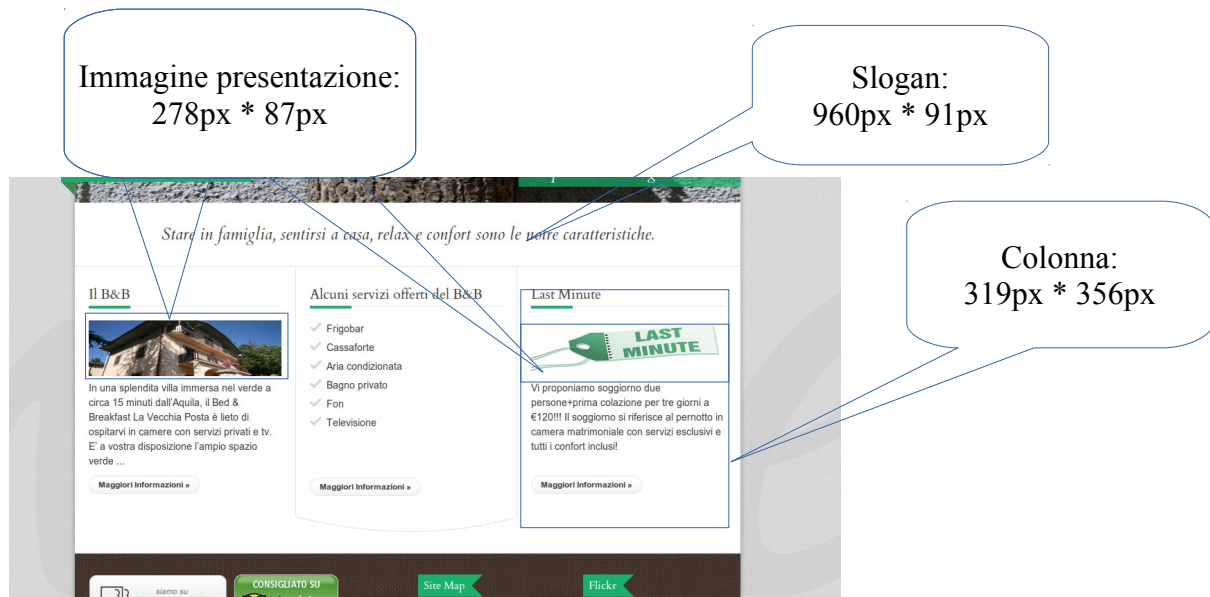 Immagine presentazione:
278px * 87px
Slogan:
960px * 91px
Colonna:
319px * 356px
Stare in famiglia, sentirsi a casa, relax e confort sono le notre caratteristiche.
Il B&B
In una splendita villa immersa nel verde a
circa 15 minuti dall'Aquila, il Bed &
Breakfast La Vecchia Posta è lieto di
ospitarvi in camere con servizi privati e tv.
E' a vostra disposizione l'ampio spazio
verde ...
Maggiori Informazioni »
Alcuni servizi offerti del B&B
Frigobar
Cassaforte
Aria condizionata
Bagno privato
Fon
Televisione
Maggiori Informazioni »
Last Minute
LAST
MINUTE
Vi proponiamo soggiorno due
persone+prima colazione per tre giorni a
€120!!! Il soggiorno si riferisce al pernotto in
camera matrimoniale con servizi esclusivi e
tutti i confort inclusi!
Maggiori Informazioni »
siamo su
CONSIGLIATO SU
Site Map
Flickr